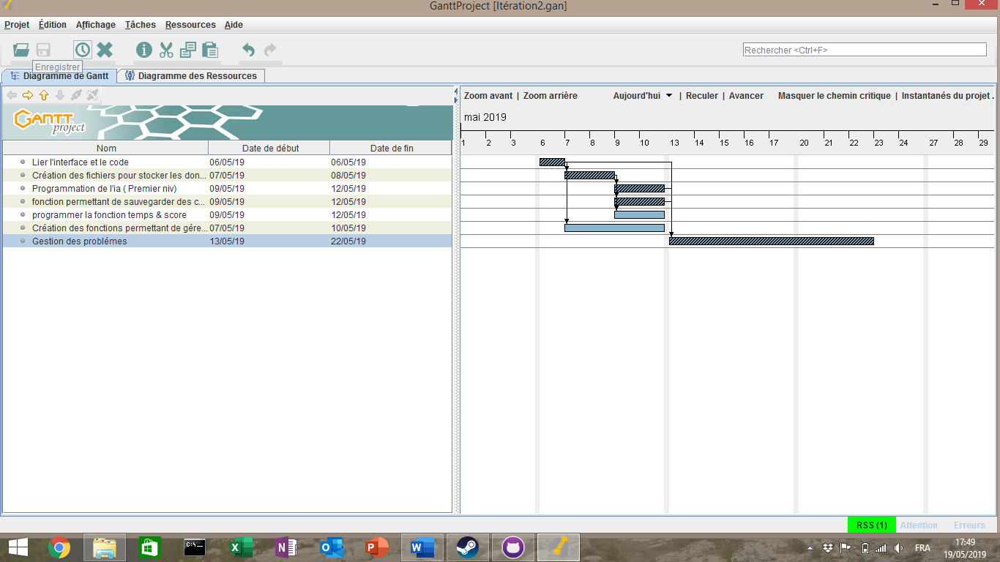 GanttProject [Itération2.gan]
Projet Édition Affichage Tâches Ressources Aide
Rechercher <Ctrl+F>
Enregistrer
Diagramme de Gantt Diagramme des Ressources
Zoom avant | Zoom arrière Aujourd'hui | Reculer | Avancer Masquer le chemin critique | Instantanés du projet .
GANTT project
mai 2019
1 2 3 6 7 8 9 10 13 14 15 16 17 20 21 22 23 24 27 28 29
Nom Date de début Date de fin
Lier l'interface et le code 06/05/19 06/05/19
Création des fichiers pour stocker les don... 07/05/19 08/05/19
Programmation de l'ia ( Premier niv) 09/05/19 12/05/19
fonction permettant de sauvegarder des c... 09/05/19 12/05/19
programmer la fonction temps & score 09/05/19 12/05/19
Création des fonctions permettant de gére... 07/05/19 10/05/19
Gestion des problémes 13/05/19 22/05/19
RSS (1) Attention Erreurs
FRA
17:49
19/05/2019